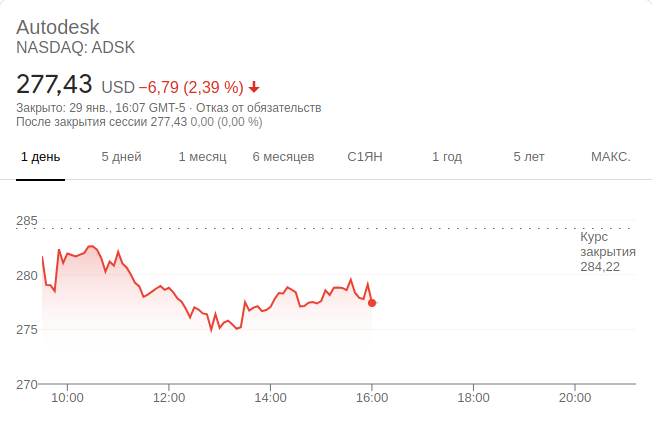 Autodesk
NASDAQ: ADSK
277,43 USD −6,79 (2,39 %)
Закрыто: 29 янв., 16:07 GMT-5 · Отказ от обязательств
После закрытия сессии 277,43 0,00 (0,00 %)
1 день 5 дней 1 месяц 6 месяцев С1ЯН 1 год 5 лет МАКС.
285
Курс
закрытия
284,22
280
275
270
10:00 12:00 14:00 16:00 18:00 20:00